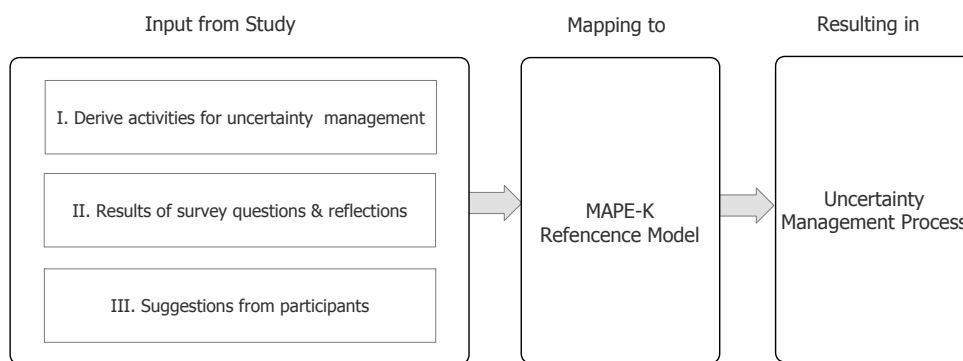 Input from Study
Mapping to
Resulting in
I. Derive activities for uncertainty management
II. Results of survey questions & reflections
III. Suggestions from participants
MAPE-K
Refencence Model
Uncertainty
Management Process